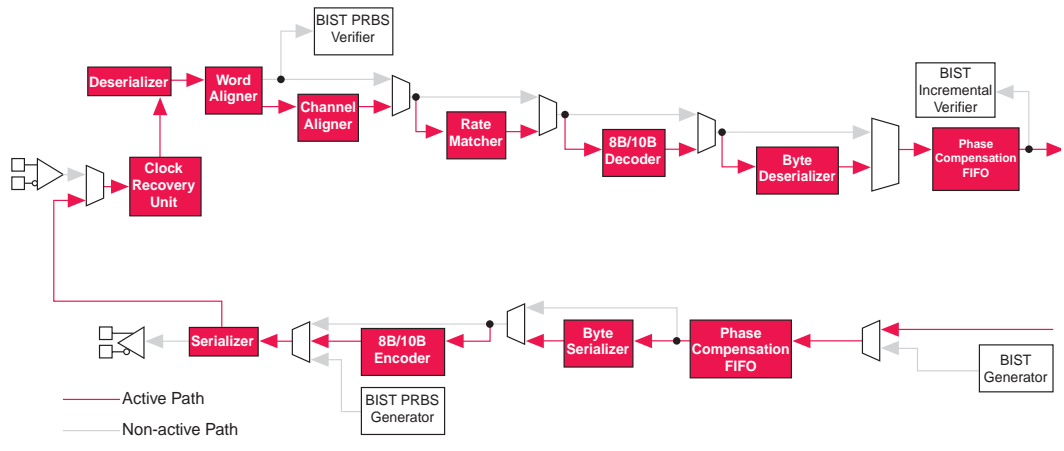 BIST PRBS
Verifier
Deserializer
Word
Aligner
Channel
Aligner
Rate
Matcher
8B/10B
Decoder
Byte
Deserializer
BIST
Incremental
Verifier
Phase
Compensation
FIFO
Clock
Recovery
Unit
Serializer
8B/10B
Encoder
Byte
Serializer
Phase
Compensation
FIFO
BIST
Generator
BIST PRBS
Generator
Active Path
Non-active Path